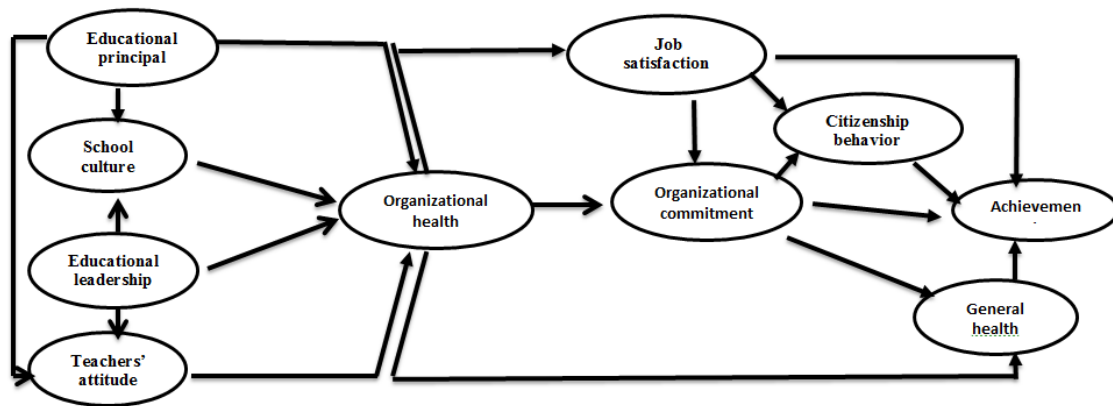 Educational
principal
School
culture
Educational
leadership
Teachers'
attitude
Organizational
health
Job
satisfaction
Citizenship
behavior
Organizational
commitment
Achievemen
General
health